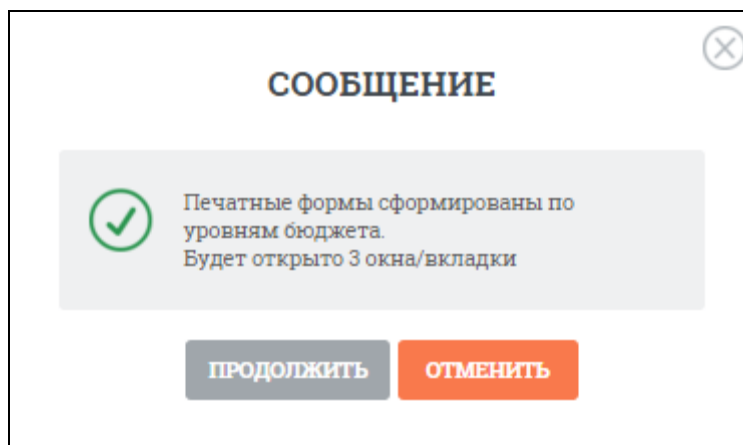 СООБЩЕНИЕ
Печатные формы сформированы по
уровням бюджета.
Будет открыто 3 окна/вкладки
ПРОДОЛЖИТЬ
ОТМЕНИТЬ